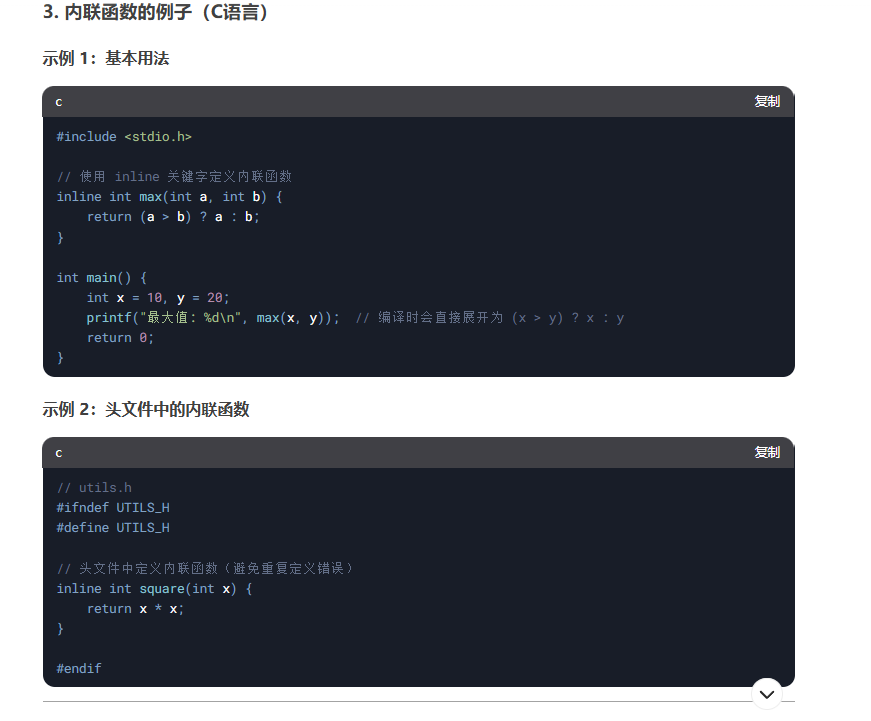 3. 内联函数的例子（C语言）
示例 1：基本用法
c 复制
#include <stdio.h>
// 使用 inline 关键字定义内联函数
inline int max(int a, int b) {
    return (a > b) ? a : b;
}
int main() {
    int x = 10, y = 20;
    printf("最大值: %d\n", max(x, y));  // 编译时会直接展开为 (x > y) ? x : y
    return 0;
}
示例 2：头文件中的内联函数
c 复制
// utils.h
#ifndef UTILS_H
#define UTILS_H
// 头文件中定义内联函数（避免重复定义错误）
inline int square(int x) {
    return x * x;
}
#endif